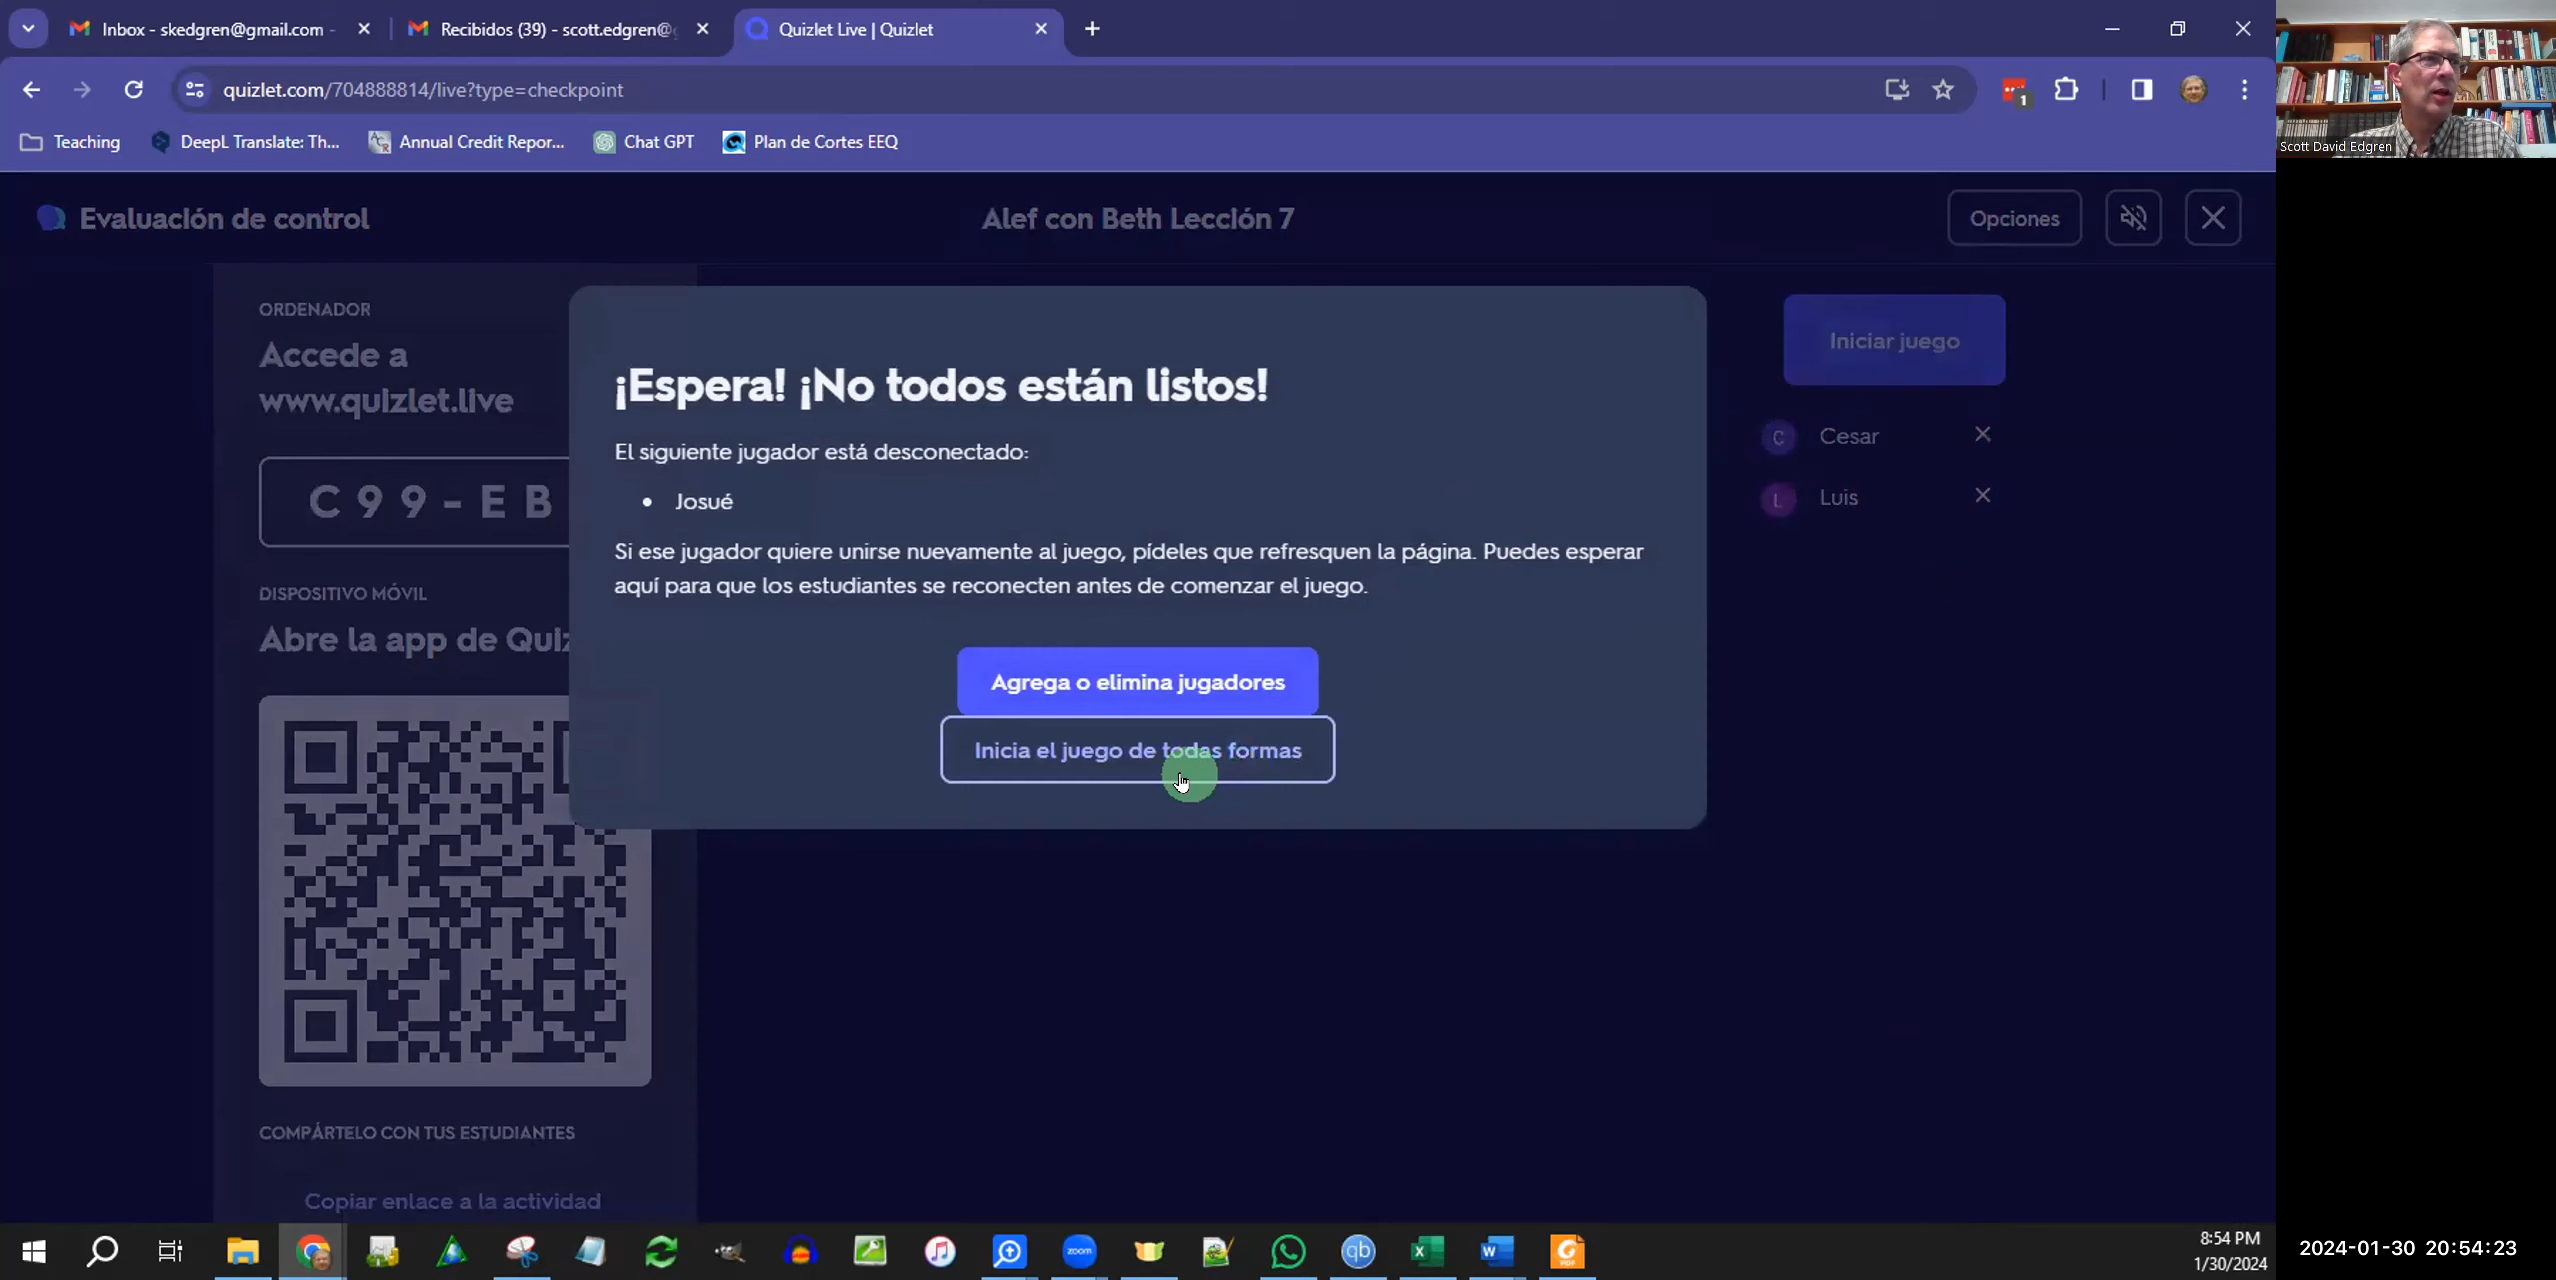 Inbox - skedgren@gmail.com -
Recibidos (39) - scott.edgren@g
Quizlet Live | Quizlet
quizlet.com/704888814/live?type=checkpoint
1
Teaching
DeepL Translate: Th...
Annual Credit Repor...
Chat GPT
Plan de Cortes EEQ
Scott David Edgren
Evaluación de control
Alef con Beth Lección 7
Opciones
ORDENADOR
Accede a
www.quizlet.live
C99-EB
DISPOSITIVO MÓVIL
Abre la app de Quiz
COMPÁRTELO CON TUS ESTUDIANTES
Copiar enlace a la actividad
¡Espera! ¡No todos están listos!
El siguiente jugador está desconectado:
• Josué
Si ese jugador quiere unirse nuevamente al juego, pídeles que refresquen la página. Puedes esperar
aquí para que los estudiantes se reconecten antes de comenzar el juego.
Agrega o elimina jugadores
Inicia el juego de todas formas
Iniciar juego
C Cesar
L Luis
zoom
qb
X
W
G
PDF
8:54 PM
1/30/2024
2024-01-30 20:54:23